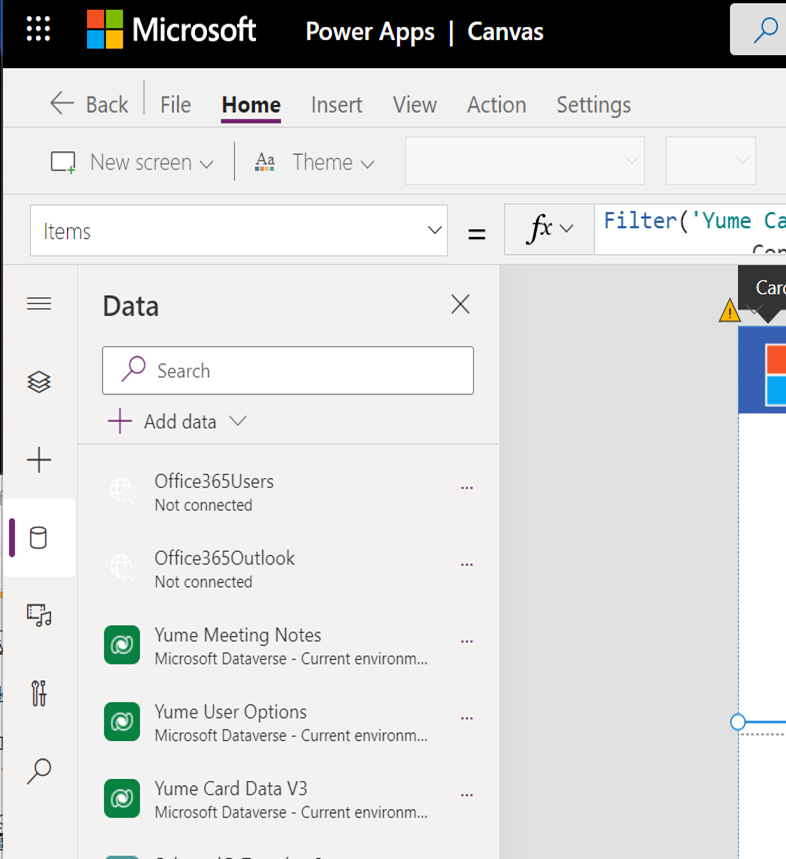 Microsoft Power Apps | Canvas
Back File Home Insert View Action Settings
New screen Aa Theme
Items = fx Filter('Yume Ca
Data
Card
Search
Add data
Office365Users
Not connected
...
Office365Outlook
Not connected
...
Yume Meeting Notes
Microsoft Dataverse - Current environm...
...
Yume User Options
Microsoft Dataverse - Current environm...
...
Yume Card Data V3
Microsoft Dataverse - Current environm...
...